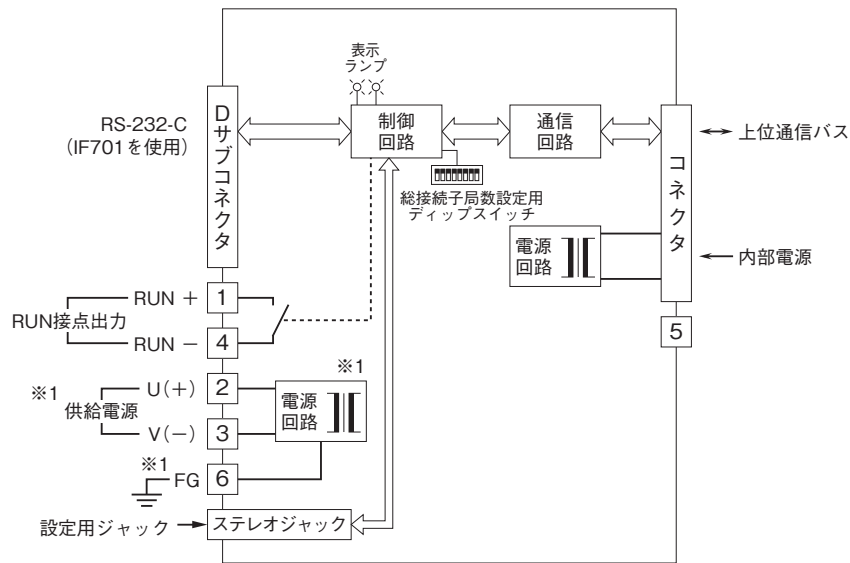 表示
ランプ
RS-232-C
(IF701を使用)
Dサブコネクタ
制御
回路
通信
回路
コネクタ
上位通信バス
総接続子局数設定用
ディップスイッチ
電源
回路
内部電源
RUN +
1
RUN接点出力
RUN −
4
5
※1
U(+)
2
※1
供給電源
電源
回路
V(−)
3
※1
FG
6
設定用ジャック
ステレオジャック